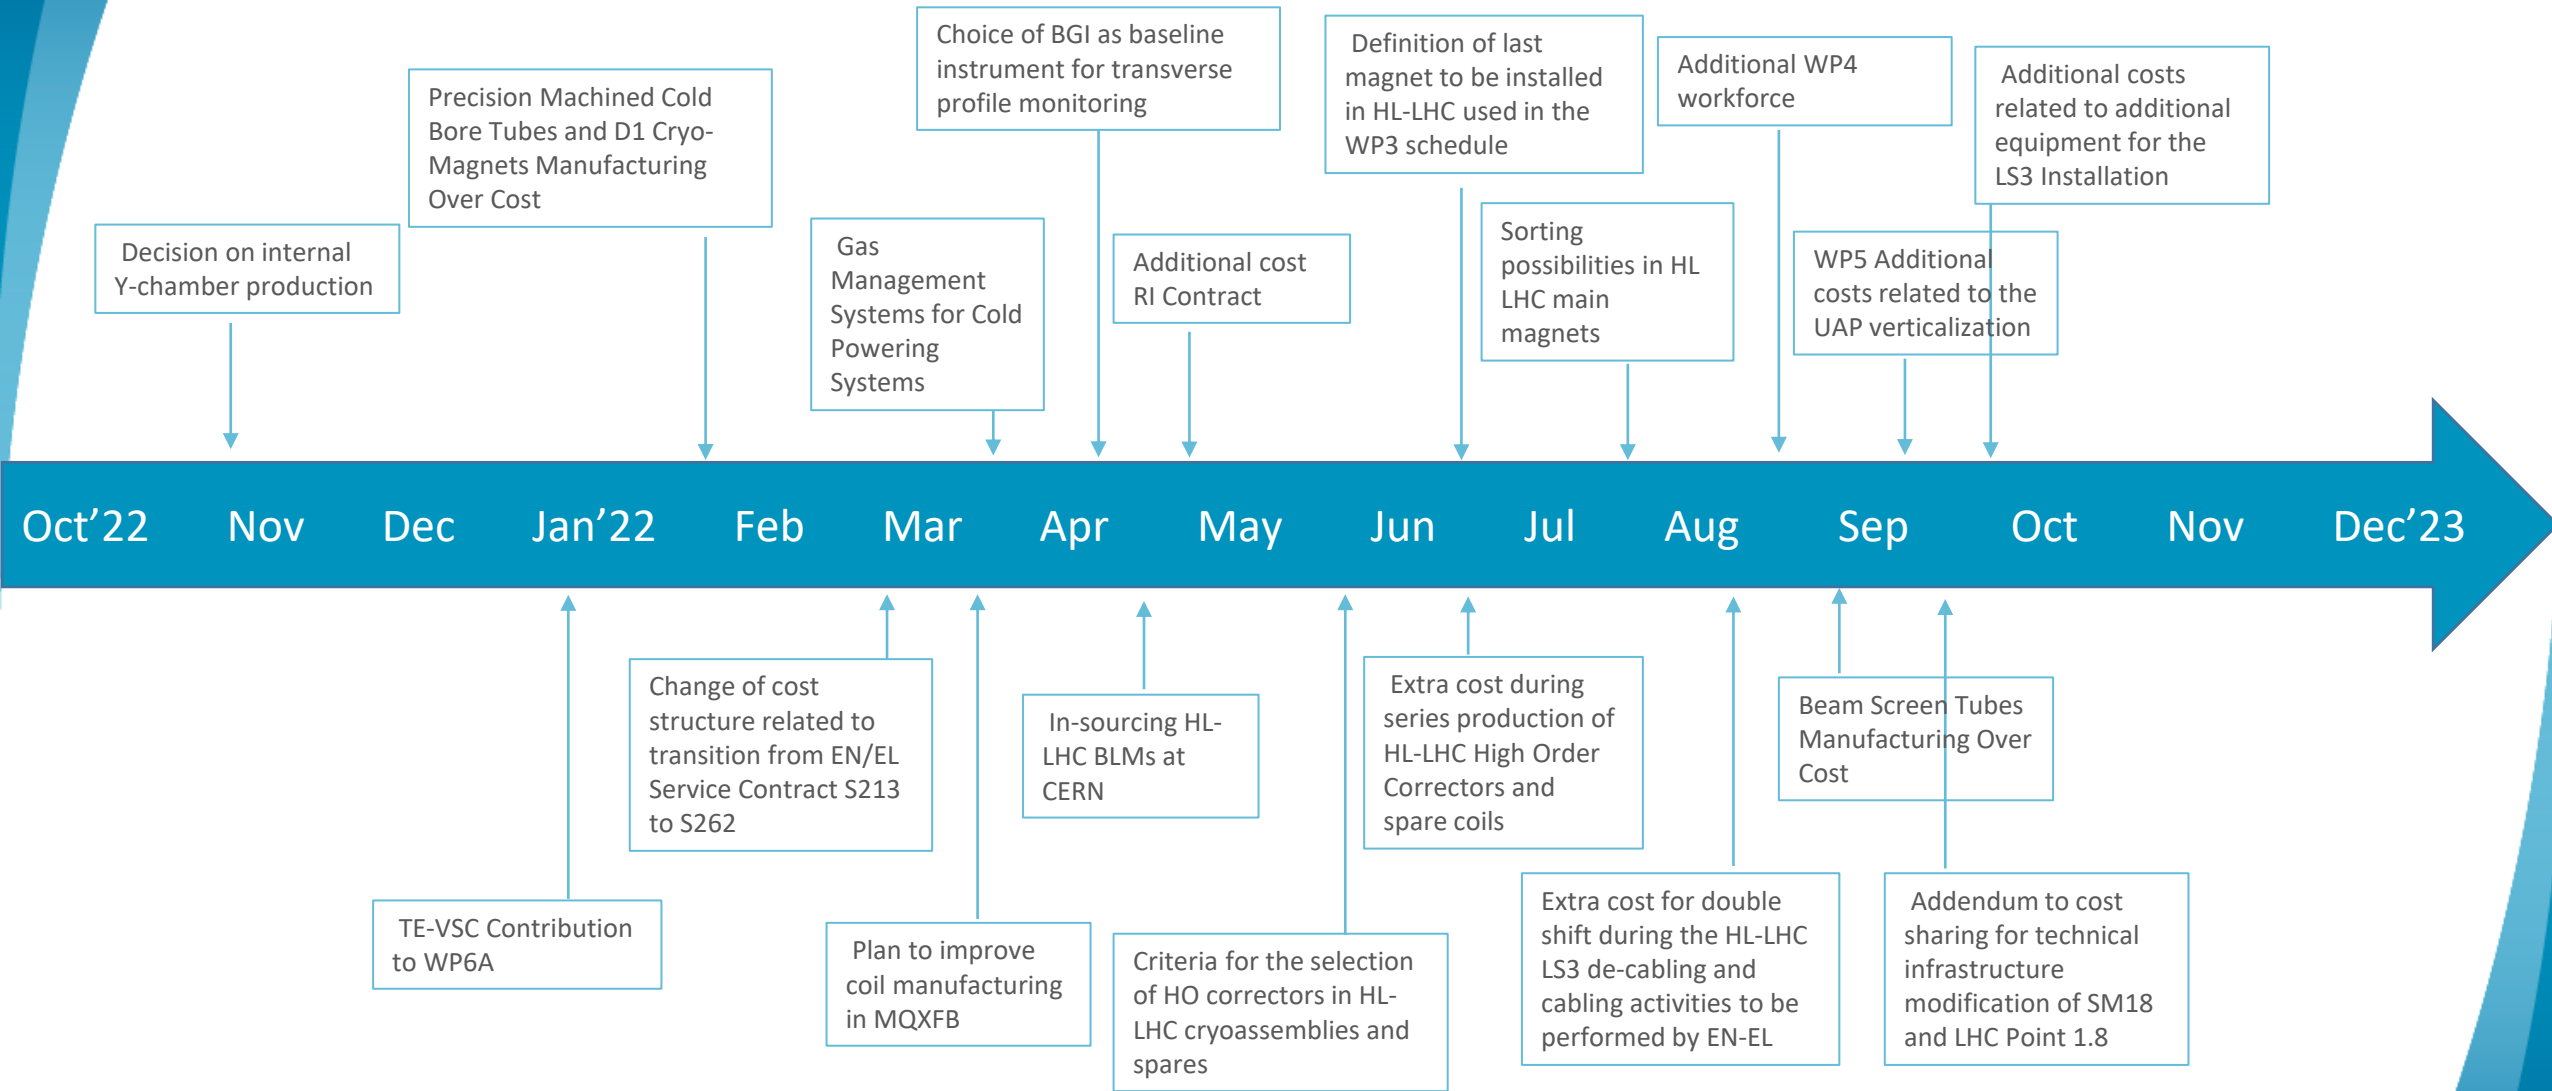 Choice of BGI as baseline
instrument for transverse
profile monitoring
Definition of last
magnet to be installed
in HL-LHC used in the
WP3 schedule
Additional WP4
workforce
Additional costs
related to additional
equipment for the
LS3 Installation
Precision Machined Cold
Bore Tubes and D1 Cryo-
Magnets Manufacturing
Over Cost
Decision on internal
Y-chamber production
Gas
Management
Systems for Cold
Powering
Systems
Additional cost
RI Contract
Sorting
possibilities in HL
LHC main
magnets
WP5 Additional
costs related to the
UAP verticalization
Oct’22 Nov Dec Jan’22 Feb Mar Apr May Jun Jul Aug Sep Oct Nov Dec’23
Change of cost
structure related to
transition from EN/EL
Service Contract S213
to S262
In-sourcing HL-
LHC BLMs at
CERN
Extra cost during
series production of
HL-LHC High Order
Correctors and
spare coils
Beam Screen Tubes
Manufacturing Over
Cost
TE-VSC Contribution
to WP6A
Plan to improve
coil manufacturing
in MQXFB
Criteria for the selection
of HO correctors in HL-
LHC cryoassemblies and
spares
Extra cost for double
shift during the HL-LHC
LS3 de-cabling and
cabling activities to be
performed by EN-EL
Addendum to cost
sharing for technical
infrastructure
modification of SM18
and LHC Point 1.8